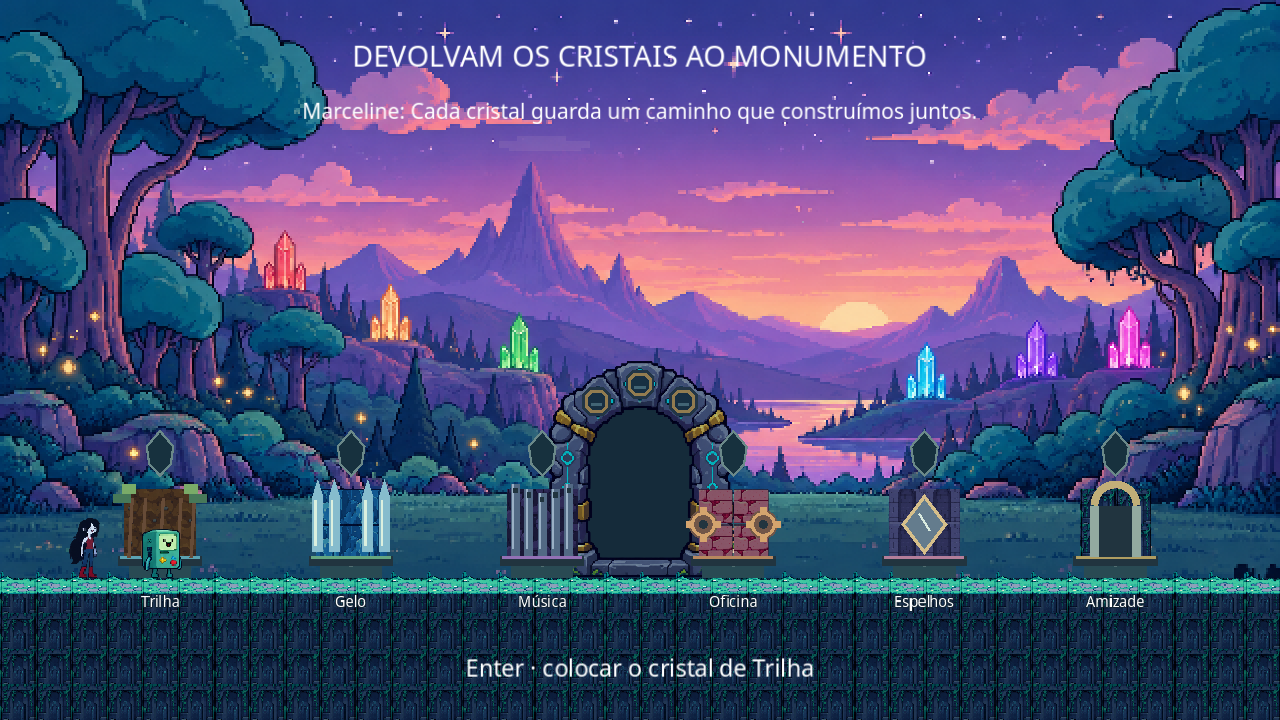 DEVOLVAM OS CRISTAIS AO MONUMENTO
Marceline: Cada cristal guarda um caminho que construímos juntos.
Trilha
Gelo
Música
Oficina
Espelhos
Amizade
Enter · colocar o cristal de Trilha